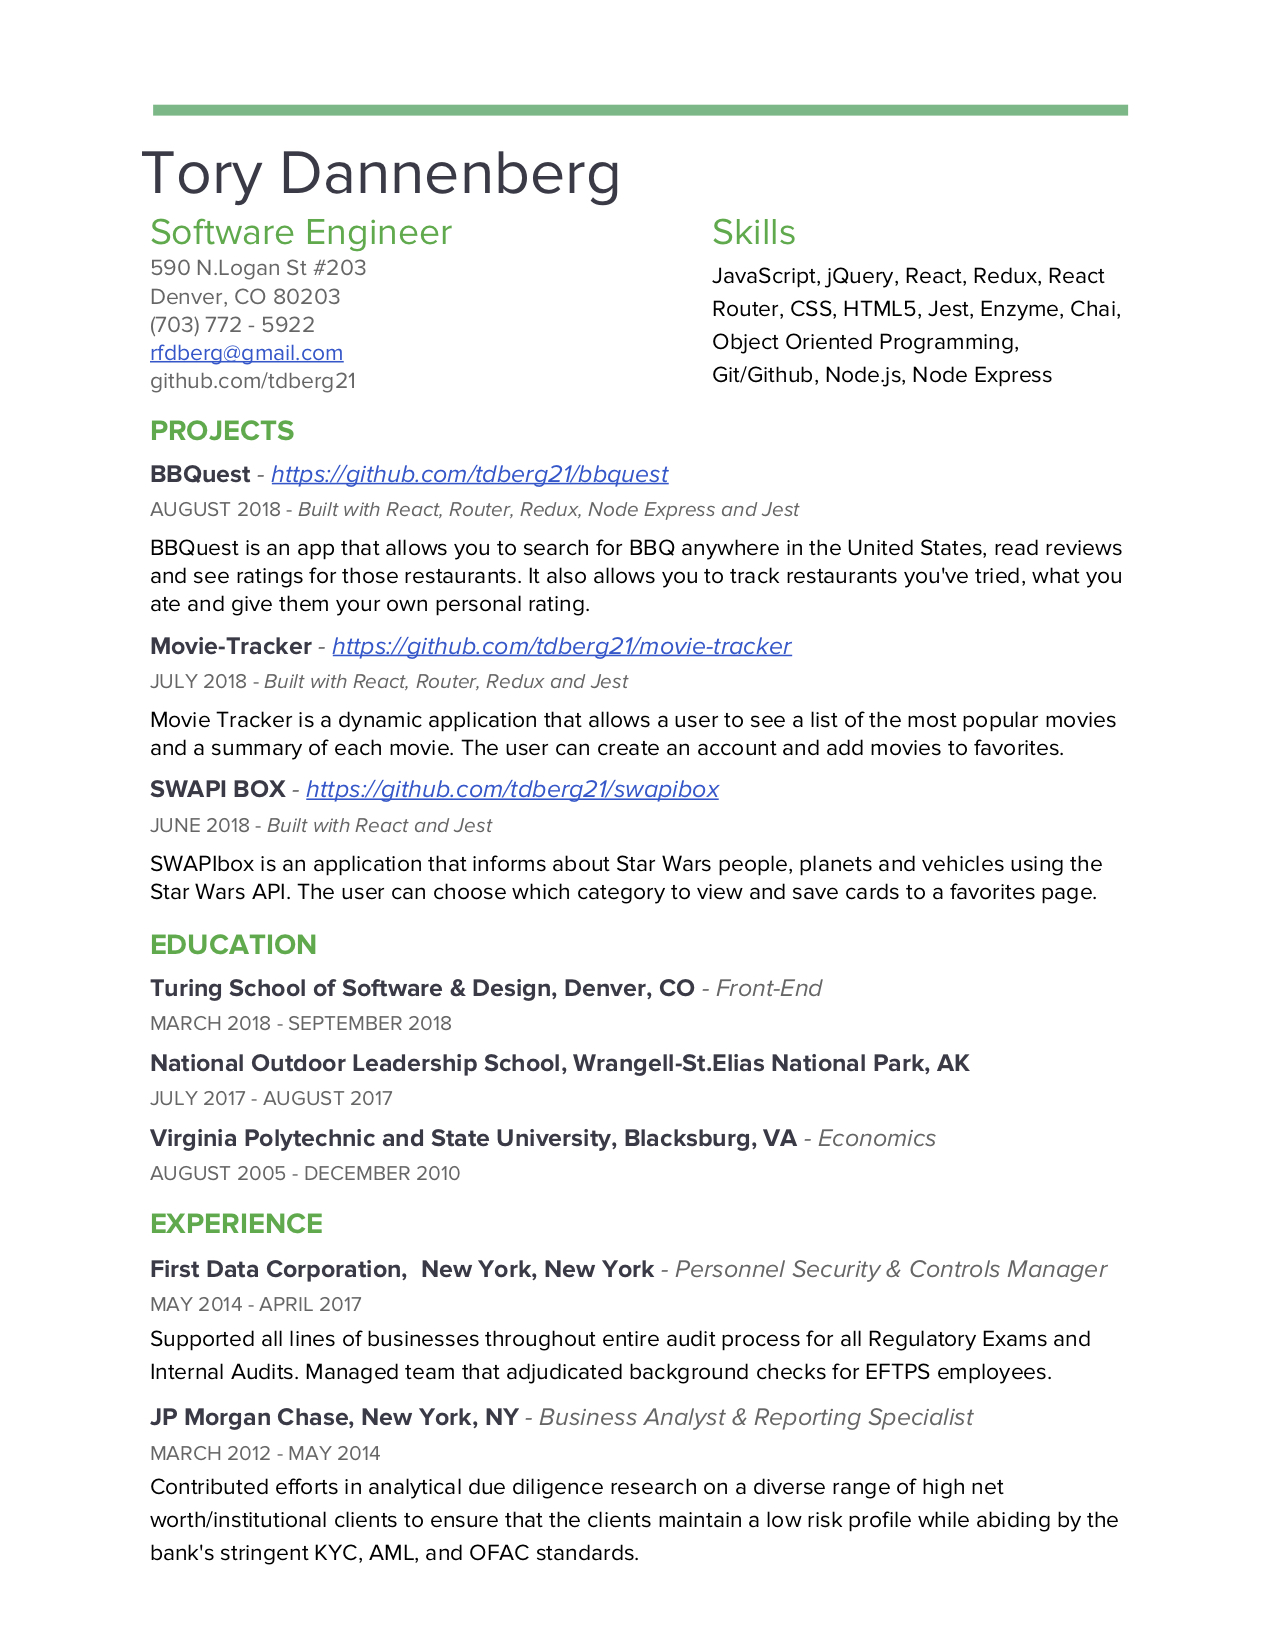 Tory Dannenberg
Software Engineer
590 N.Logan St #203
Denver, CO 80203
(703) 772 - 5922
rfdberg@gmail.com
github.com/tdberg21
Skills
JavaScript, jQuery, React, Redux, React
Router, CSS, HTML5, Jest, Enzyme, Chai,
Object Oriented Programming,
Git/Github, Node.js, Node Express
PROJECTS
BBQuest - https://github.com/tdberg21/bbquest
AUGUST 2018 - Built with React, Router, Redux, Node Express and Jest
BBQuest is an app that allows you to search for BBQ anywhere in the United States, read reviews
and see ratings for those restaurants. It also allows you to track restaurants you've tried, what you
ate and give them your own personal rating.
Movie-Tracker - https://github.com/tdberg21/movie-tracker
JULY 2018 - Built with React, Router, Redux and Jest
Movie Tracker is a dynamic application that allows a user to see a list of the most popular movies
and a summary of each movie. The user can create an account and add movies to favorites.
SWAPI BOX - https://github.com/tdberg21/swapibox
JUNE 2018 - Built with React and Jest
SWAPIbox is an application that informs about Star Wars people, planets and vehicles using the
Star Wars API. The user can choose which category to view and save cards to a favorites page.
EDUCATION
Turing School of Software & Design, Denver, CO - Front-End
MARCH 2018 - SEPTEMBER 2018
National Outdoor Leadership School, Wrangell-St.Elias National Park, AK
JULY 2017 - AUGUST 2017
Virginia Polytechnic and State University, Blacksburg, VA - Economics
AUGUST 2005 - DECEMBER 2010
EXPERIENCE
First Data Corporation,  New York, New York - Personnel Security & Controls Manager
MAY 2014 - APRIL 2017
Supported all lines of businesses throughout entire audit process for all Regulatory Exams and
Internal Audits. Managed team that adjudicated background checks for EFTPS employees.
JP Morgan Chase, New York, NY - Business Analyst & Reporting Specialist
MARCH 2012 - MAY 2014
Contributed efforts in analytical due diligence research on a diverse range of high net
worth/institutional clients to ensure that the clients maintain a low risk profile while abiding by the
bank's stringent KYC, AML, and OFAC standards.